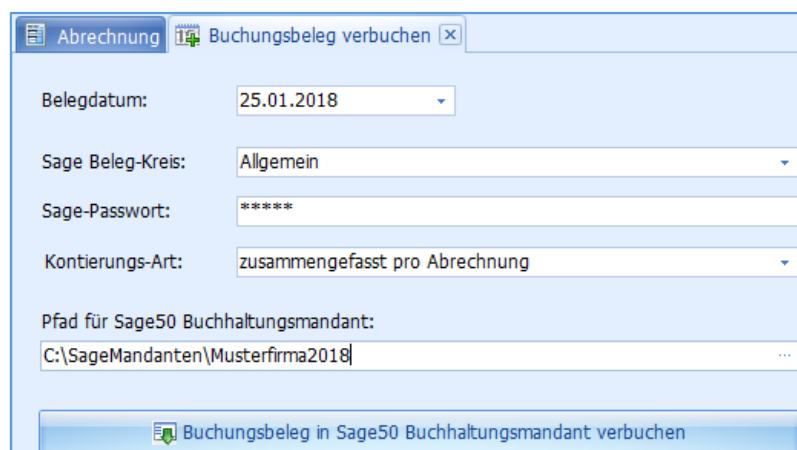 Abrechnung Buchungsbeleg verbuchen
Belegdatum: 25.01.2018
Sage Beleg-Kreis: Allgemein
Sage-Passwort: *****
Kontierungs-Art: zusammengefasst pro Abrechnung
Pfad für Sage50 Buchhaltungsmandant:
C:\SageMandanten\Musterfirma2018 ...
Buchungsbeleg in Sage50 Buchhaltungsmandant verbuchen